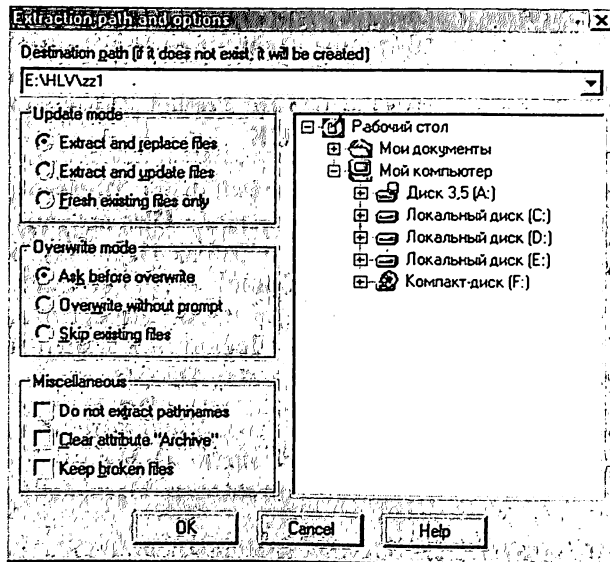 Extraction path and options
Destination path (if it does not exist, it will be created)
E:\HLV\zz1
Update mode
Extract and replace files
Extract and update files
Fresh existing files only
Overwrite mode
Ask before overwrite
Overwrite without prompt
Skip existing files
Miscellaneous
Do not extract pathnames
Clear attribute "Archive"
Keep broken files
Рабочий стол
Мои документы
Мой компьютер
Диск 3,5 (A:)
Локальный диск (C:)
Локальный диск (D:)
Локальный диск (E:)
Компакт-диск (F:)
OK
Cancel
Help